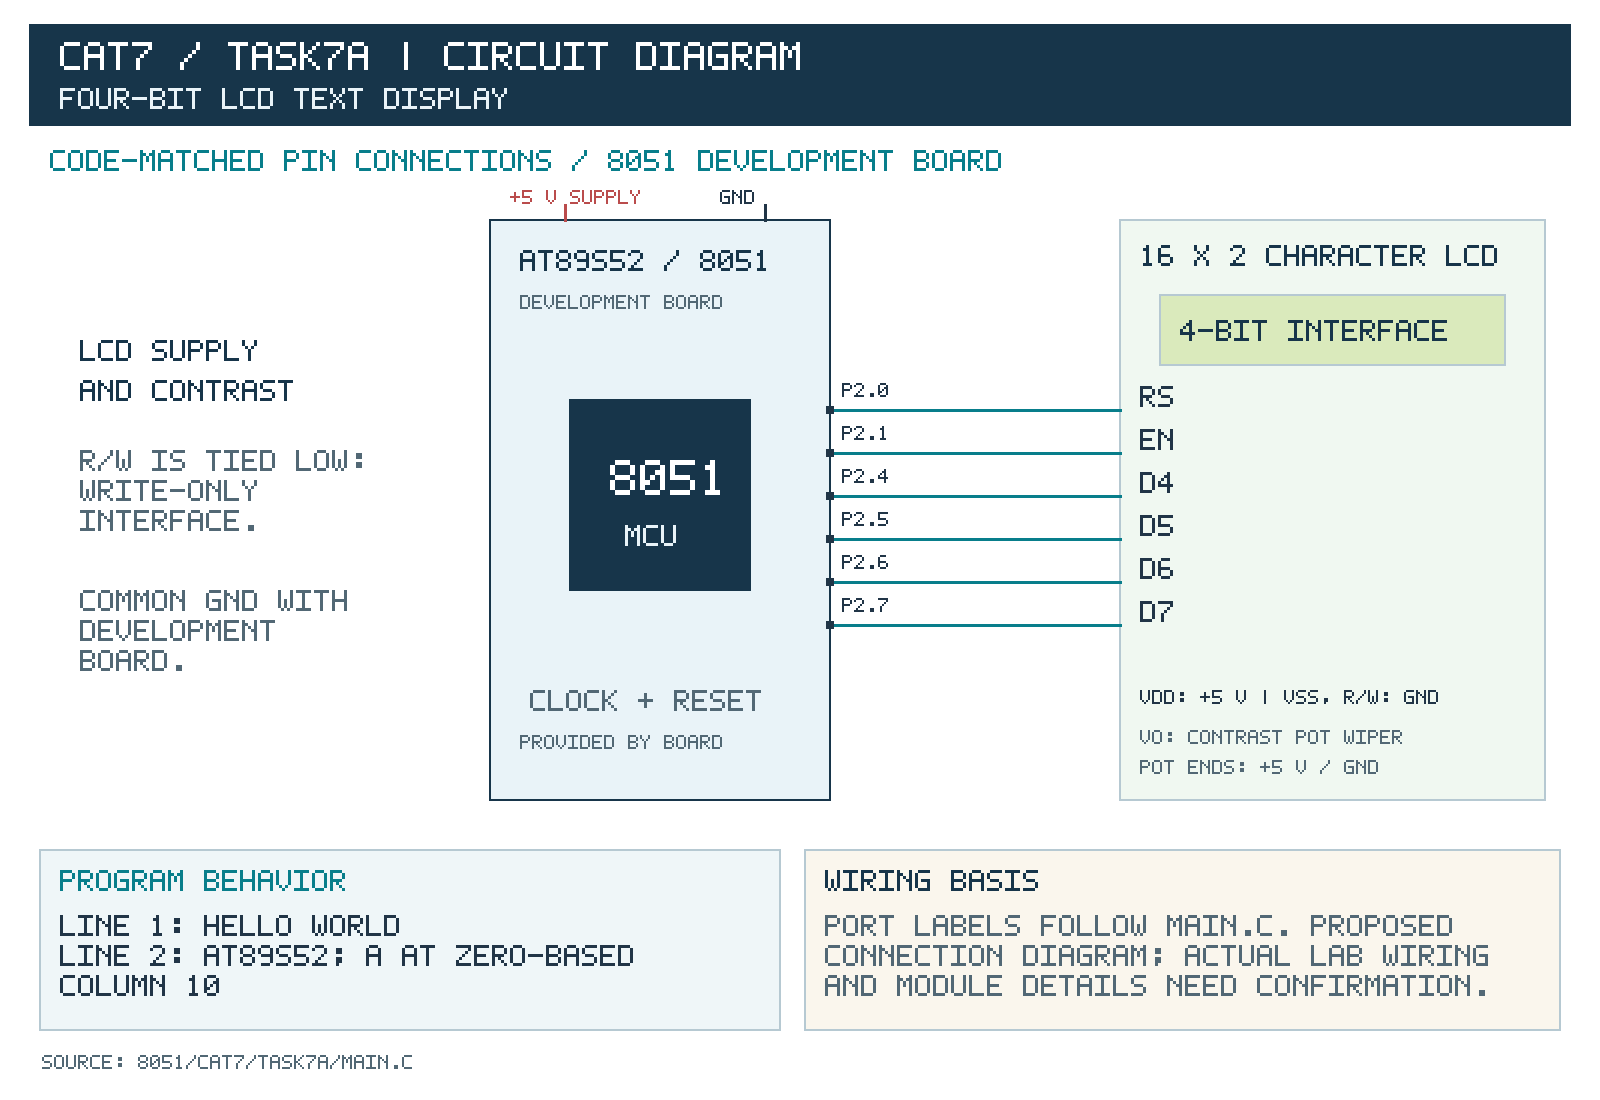 CAT7 / TASK7A | CIRCUIT DIAGRAM
FOUR-BIT LCD TEXT DISPLAY
CODE-MATCHED PIN CONNECTIONS / 8051 DEVELOPMENT BOARD
+5 V SUPPLY
GND
LCD SUPPLY
AND CONTRAST
R/W IS TIED LOW:
WRITE-ONLY
INTERFACE.
COMMON GND WITH
DEVELOPMENT
BOARD.
AT89S52 / 8051
DEVELOPMENT BOARD
8051
MCU
CLOCK + RESET
PROVIDED BY BOARD
P2.0
P2.1
P2.4
P2.5
P2.6
P2.7
16 X 2 CHARACTER LCD
4-BIT INTERFACE
RS
EN
D4
D5
D6
D7
VDD: +5 V | VSS, R/W: GND
VO: CONTRAST POT WIPER
POT ENDS: +5 V / GND
PROGRAM BEHAVIOR
LINE 1: HELLO WORLD
LINE 2: AT89S52; A AT ZERO-BASED
COLUMN 10
WIRING BASIS
PORT LABELS FOLLOW MAIN.C. PROPOSED
CONNECTION DIAGRAM; ACTUAL LAB WIRING
AND MODULE DETAILS NEED CONFIRMATION.
SOURCE: 8051/CAT7/TASK7A/MAIN.C